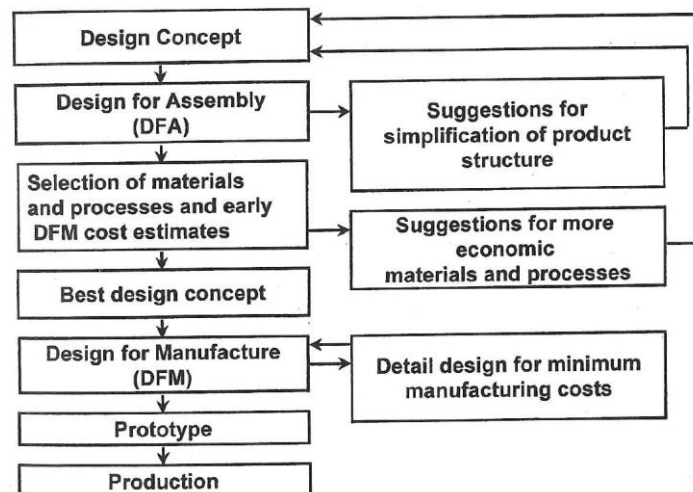 Design Concept
Design for Assembly
(DFA)
Suggestions for
simplification of product
structure
Selection of materials
and processes and early
DFM cost estimates
Suggestions for more
economic
materials and processes
Best design concept
Design for Manufacture
(DFM)
Detail design for minimum
manufacturing costs
Prototype
Production